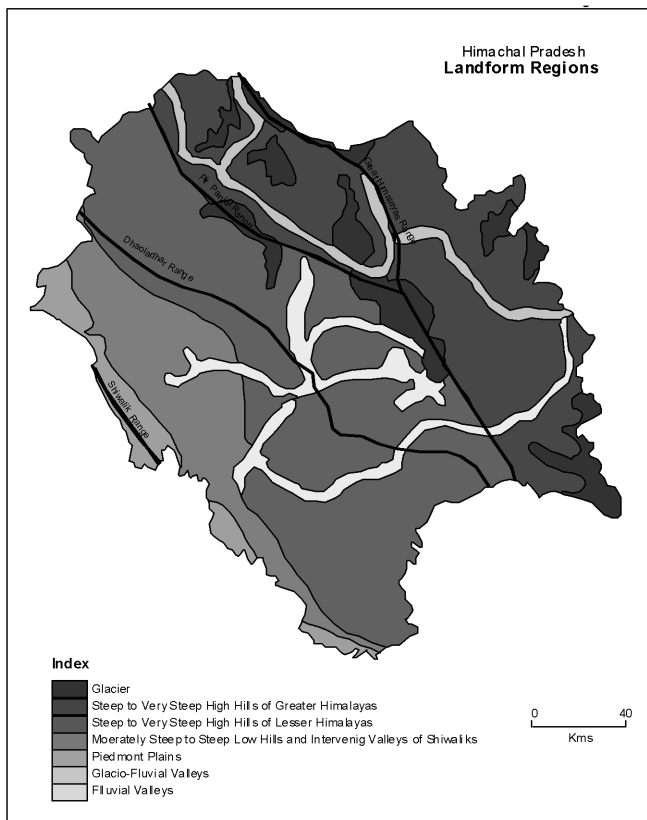 Himachal Pradesh
Landform Regions
Great Himalayas Range
Pir Panjal Range
Dhaoladhar Range
Shiwalik Range
Index
Glacier
Steep to Very Steep High Hills of Greater Himalayas
Steep to Very Steep High Hills of Lesser Himalayas
Moerately Steep to Steep Low Hills and Intervenig Valleys of Shiwaliks
Piedmont Plains
Glacio-Fluvial Valleys
Flluvial Valleys
0 40
Kms